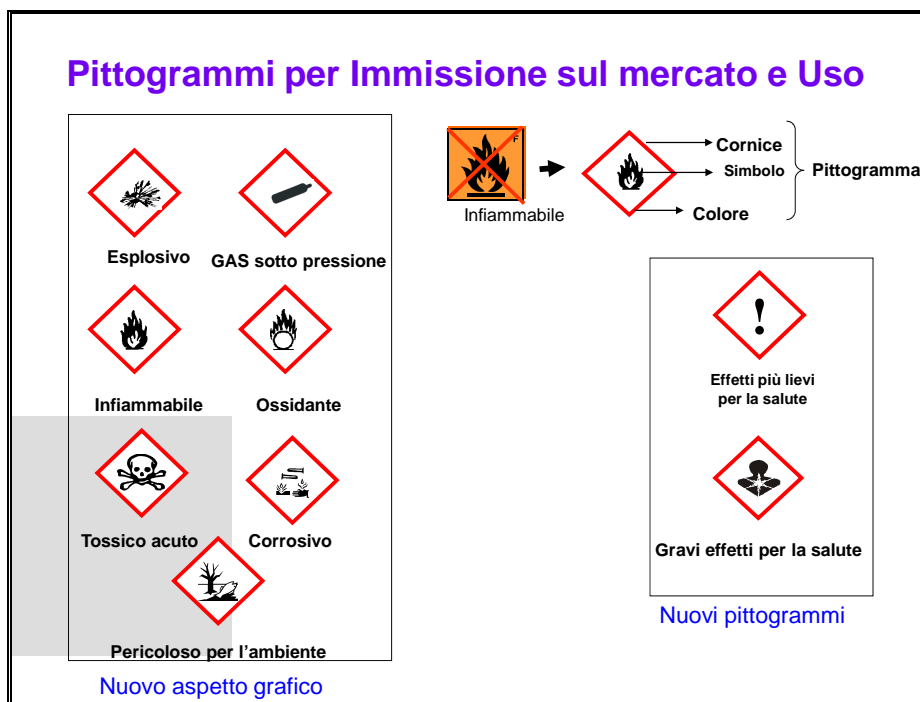 Pittogrammi per Immissione sul mercato e Uso
Esplosivo
GAS sotto pressione
Infiammabile
Ossidante
Tossico acuto
Corrosivo
Pericoloso per l’ambiente
Nuovo aspetto grafico
F
Infiammabile
Cornice
Simbolo
Colore
Pittogramma
Effetti più lievi
per la salute
Gravi effetti per la salute
Nuovi pittogrammi